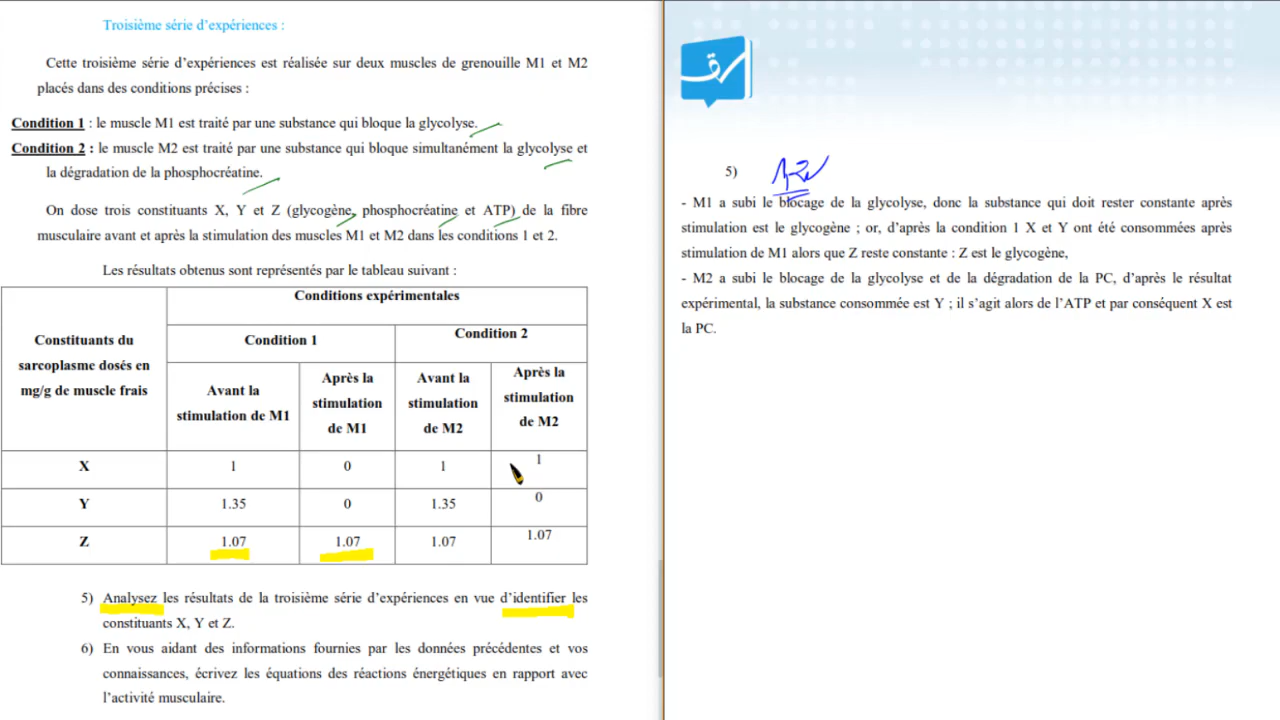 Troisième série d'expériences :
Cette troisième série d'expériences est réalisée sur deux muscles de grenouille M1 et M2
placés dans des conditions précises :
Condition 1 : le muscle M1 est traité par une substance qui bloque la glycolyse.
Condition 2 : le muscle M2 est traité par une substance qui bloque simultanément la glycolyse et
la dégradation de la phosphocréatine.
On dose trois constituants X, Y et Z (glycogène, phosphocréatine et ATP) de la fibre
musculaire avant et après la stimulation des muscles M1 et M2 dans les conditions 1 et 2.
Les résultats obtenus sont représentés par le tableau suivant :
Constituants du
sarcoplasme dosés en
mg/g de muscle frais
Conditions expérimentales
Condition 1
Condition 2
Avant la
stimulation de M1
Après la
stimulation
de M1
Avant la
stimulation
de M2
Après la
stimulation
de M2
X 1 0 1 1
Y 1.35 0 1.35 0
Z 1.07 1.07 1.07 1.07
5) Analysez les résultats de la troisième série d'expériences en vue d'identifier les
constituants X, Y et Z.
6) En vous aidant des informations fournies par les données précédentes et vos
connaissances, écrivez les équations des réactions énergétiques en rapport avec
l'activité musculaire.
5)
- M1 a subi le blocage de la glycolyse, donc la substance qui doit rester constante après
stimulation est le glycogène ; or, d'après la condition 1 X et Y ont été consommées après
stimulation de M1 alors que Z reste constante : Z est le glycogène,
- M2 a subi le blocage de la glycolyse et de la dégradation de la PC, d'après le résultat
expérimental, la substance consommée est Y ; il s'agit alors de l'ATP et par conséquent X est
la PC.